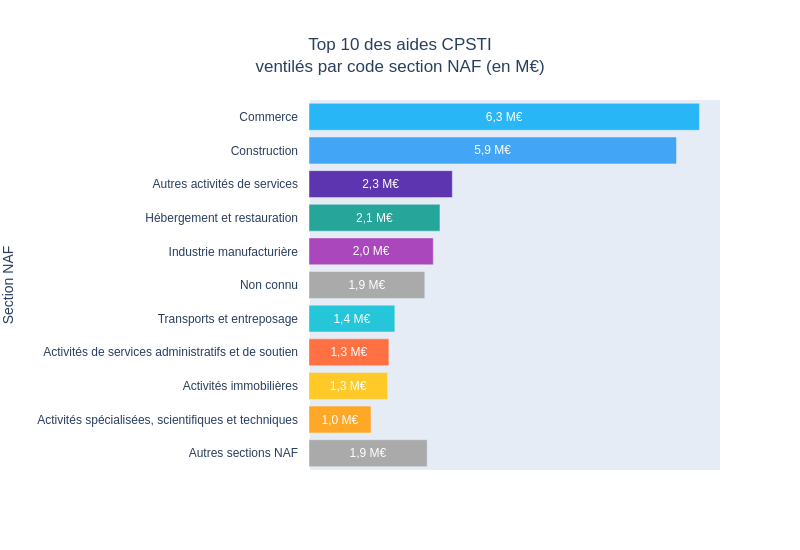 Top 10 des aides CPSTI
ventilés par code section NAF (en M€)
Section NAF
Commerce 6,3 M€
Construction 5,9 M€
Autres activités de services 2,3 M€
Hébergement et restauration 2,1 M€
Industrie manufacturière 2,0 M€
Non connu 1,9 M€
Transports et entreposage 1,4 M€
Activités de services administratifs et de soutien 1,3 M€
Activités immobilières 1,3 M€
Activités spécialisées, scientifiques et techniques 1,0 M€
Autres sections NAF 1,9 M€